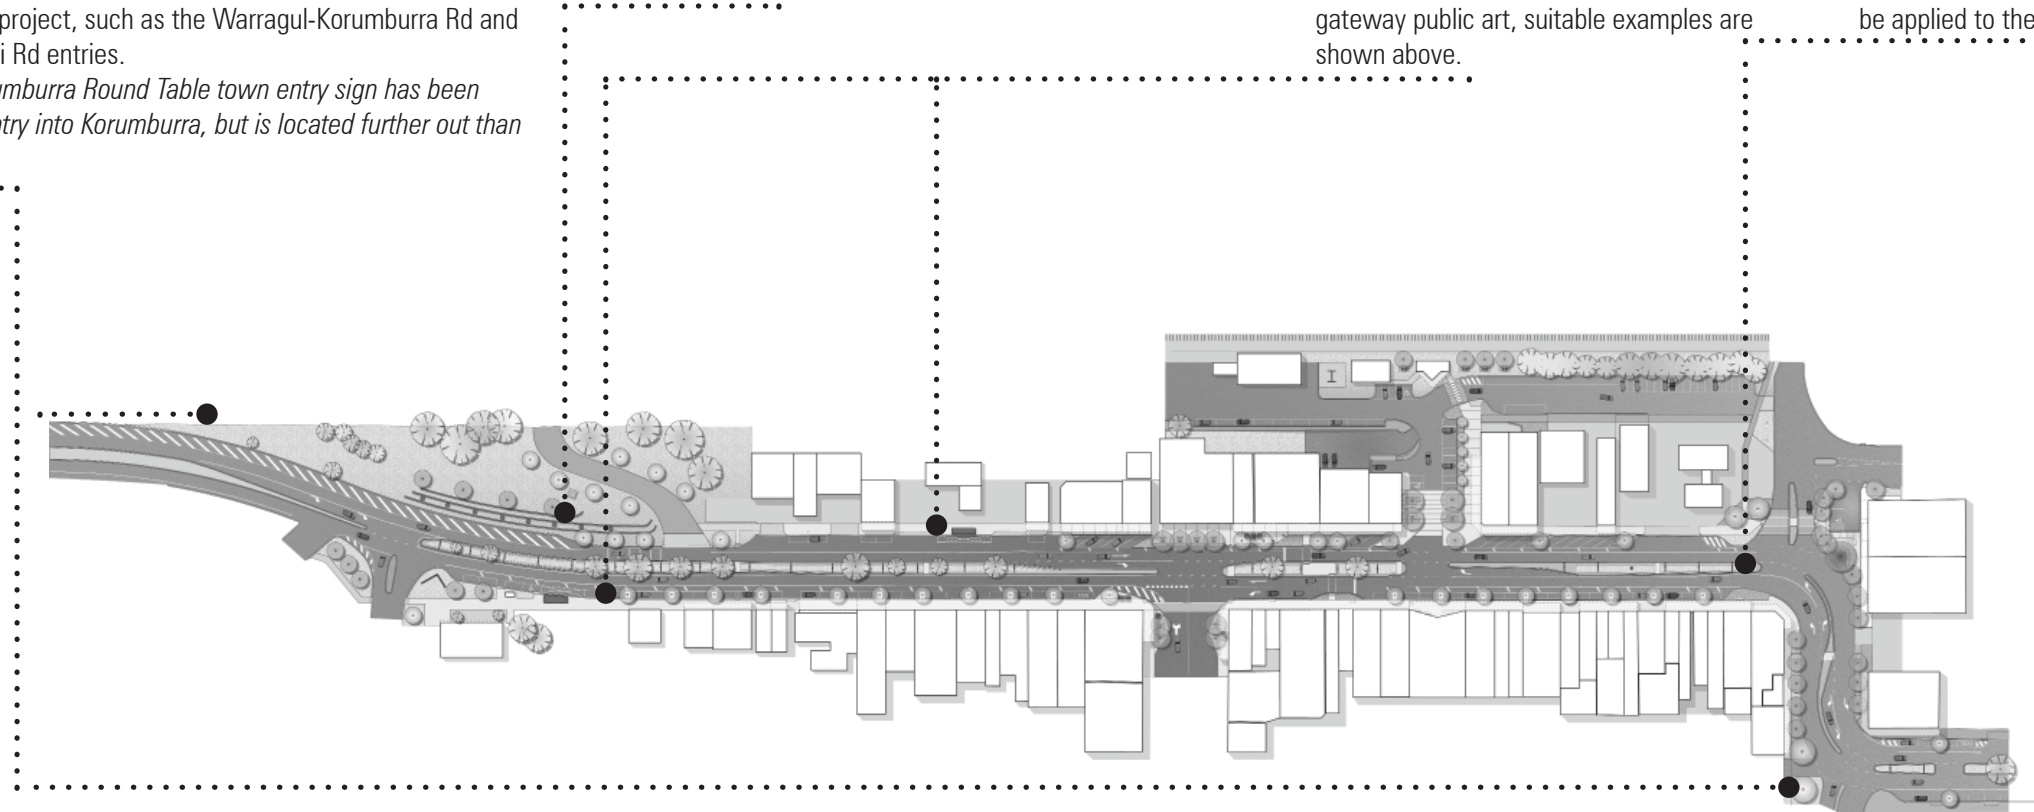 project, such as the Warragul-Korumburra Rd and
i Rd entries.
umburra Round Table town entry sign has been
ntry into Korumburra, but is located further out than
gateway public art, suitable examples are
shown above.
be applied to the